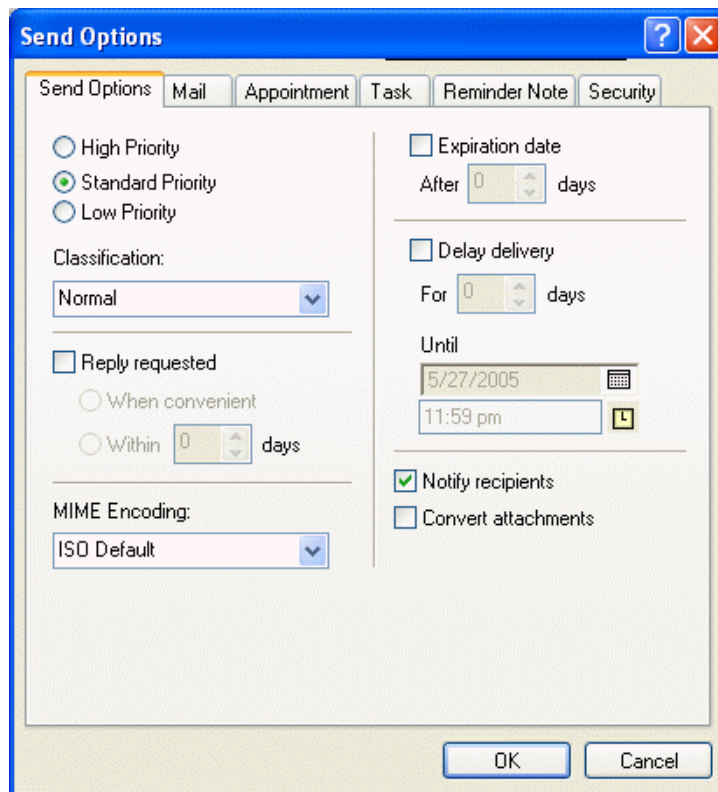 Send Options
Send Options Mail Appointment Task Reminder Note Security
High Priority
Standard Priority
Low Priority
Classification:
Normal
Reply requested
When convenient
Within 0 days
MIME Encoding:
ISO Default
Expiration date
After 0 days
Delay delivery
For 0 days
Until
5/27/2005
11:59 pm
Notify recipients
Convert attachments
OK Cancel